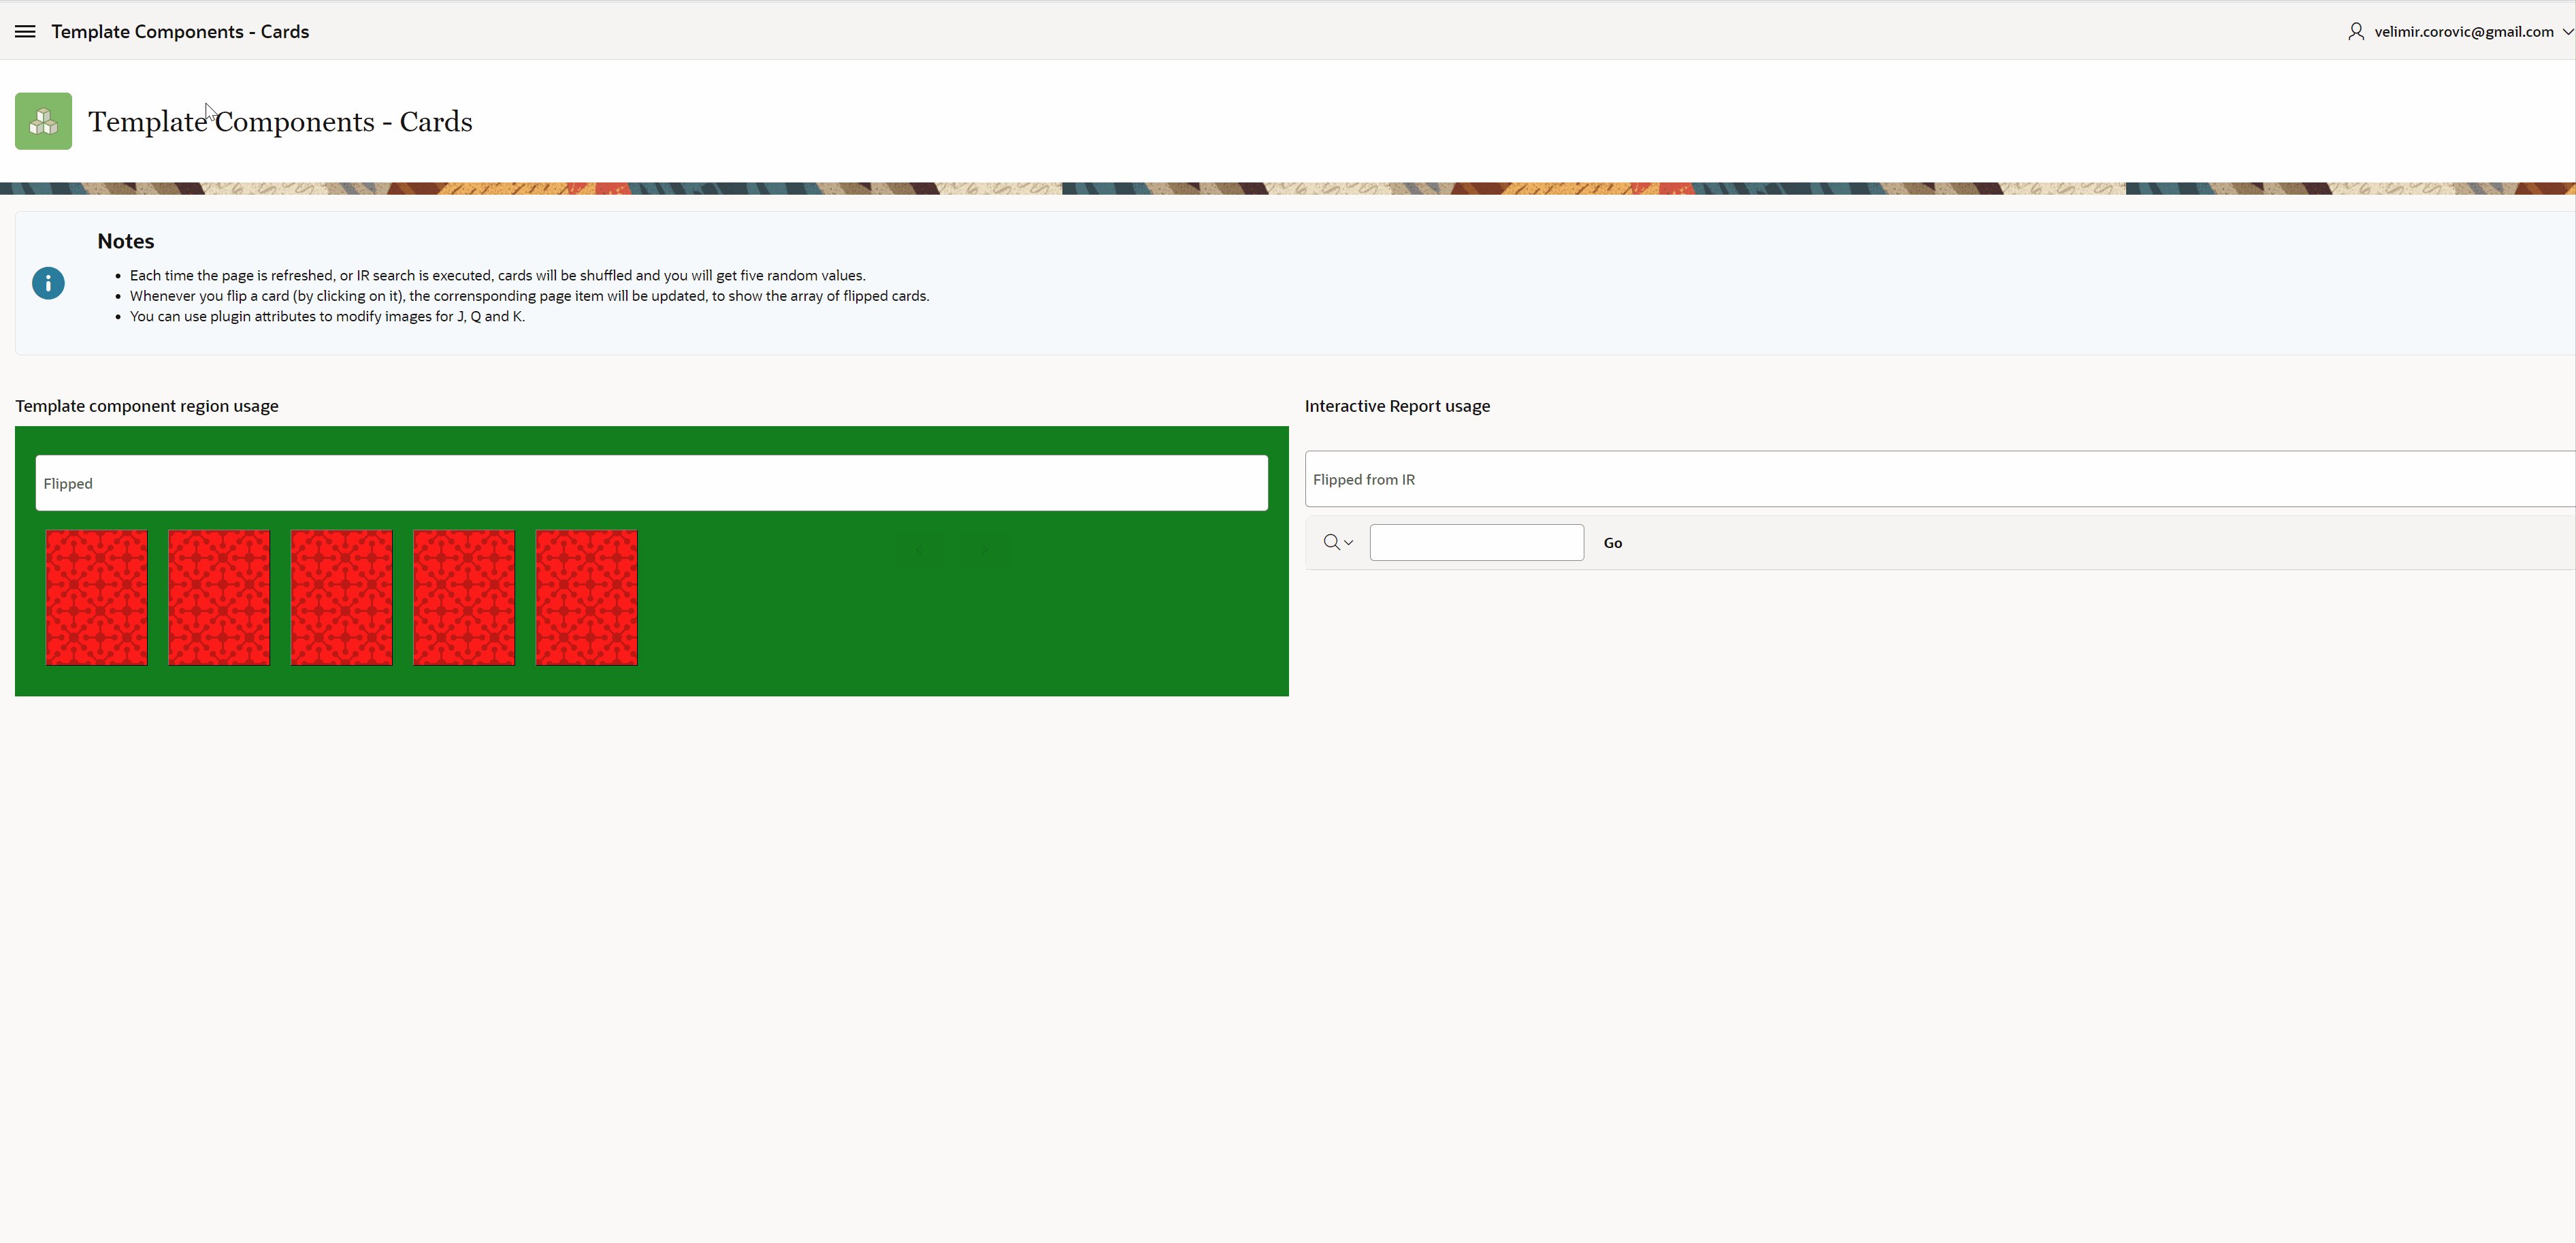 Template Components - Cards
velimir.corovic@gmail.com
Template Components - Cards
Notes
Each time the page is refreshed, or IR search is executed, cards will be shuffled and you will get five random values.
Whenever you flip a card (by clicking on it), the corrensponding page item will be updated, to show the array of flipped cards.
You can use plugin attributes to modify images for J, Q and K.
Template component region usage
Flipped
Interactive Report usage
Flipped from IR
Go